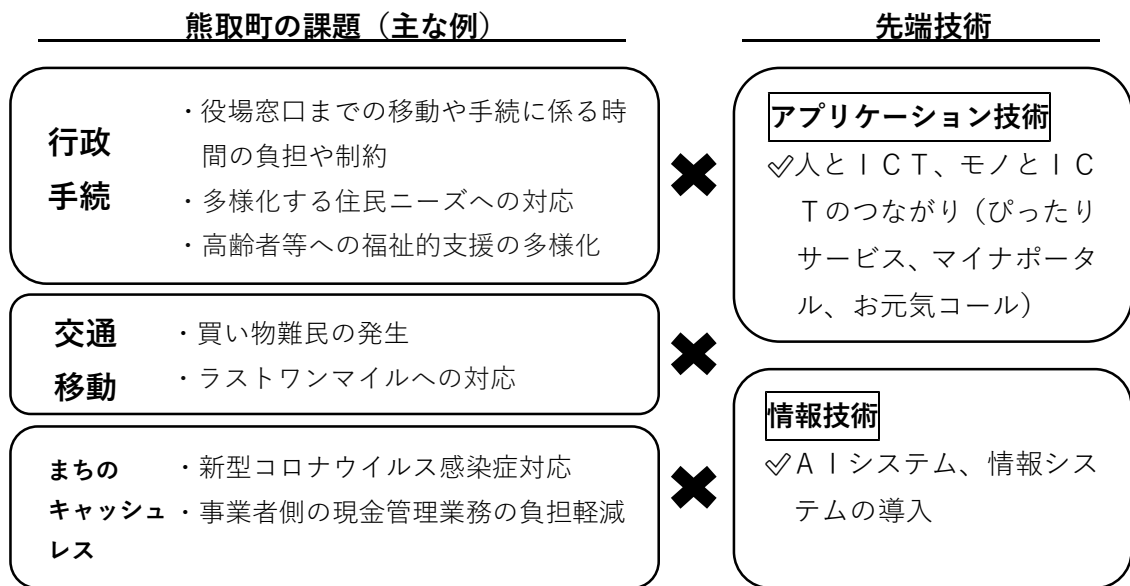 熊取町の課題（主な例）
行政
手続
・役場窓口までの移動や手続に係る時
間の負担や制約
・多様化する住民ニーズへの対応
・高齢者等への福祉的支援の多様化
交通
移動
・買い物難民の発生
・ラストワンマイルへの対応
まちの
キャッシュ
レス
・新型コロナウイルス感染症対応
・事業者側の現金管理業務の負担軽減
先端技術
アプリケーション技術
✓人とＩＣＴ、モノとＩＣ
Ｔのつながり（ぴったり
サービス、マイナポータ
ル、お元気コール）
情報技術
✓ＡＩシステム、情報シス
テムの導入